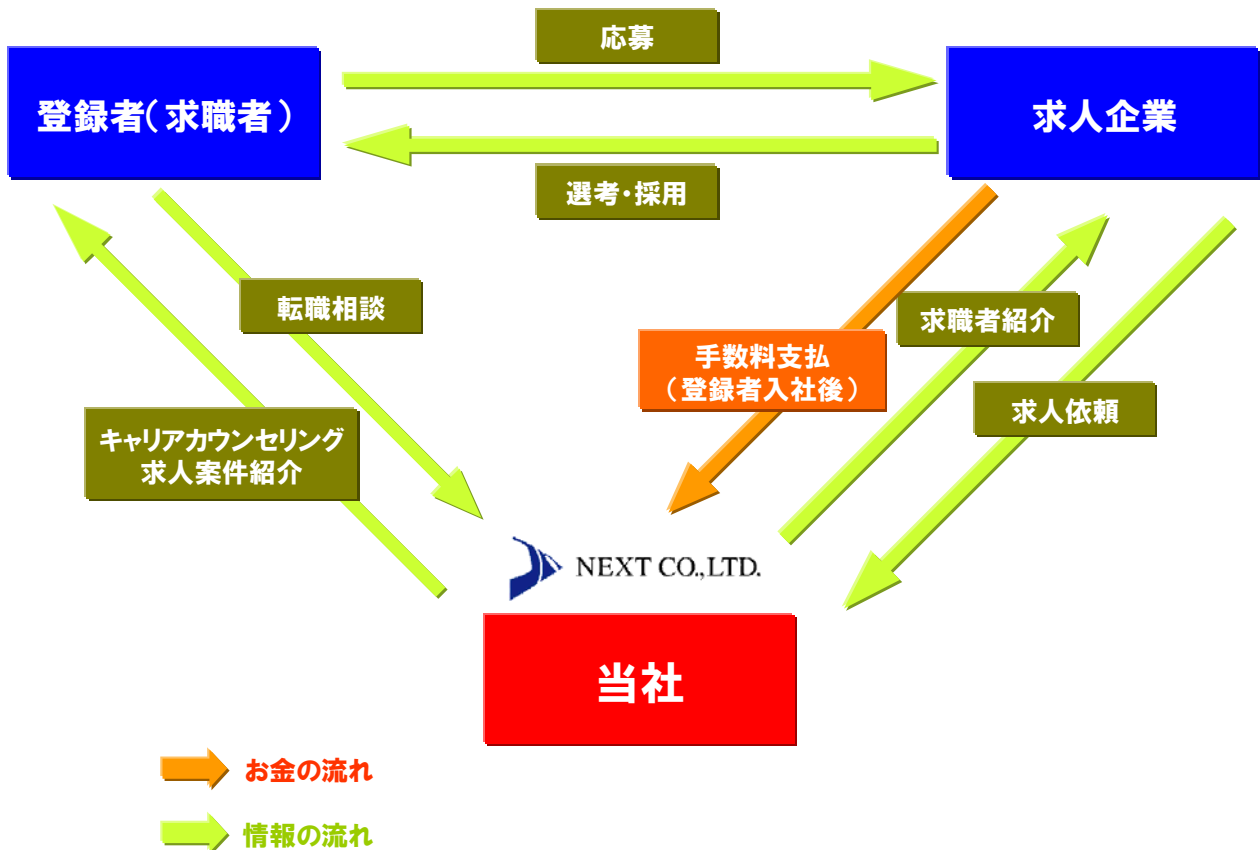 応募
登録者(求職者)
求人企業
選考・採用
転職相談
求職者紹介
手数料支払
(登録者入社後)
求人依頼
キャリアカウンセリング
求人案件紹介
NEXT CO.,LTD.
当社
お金の流れ
情報の流れ